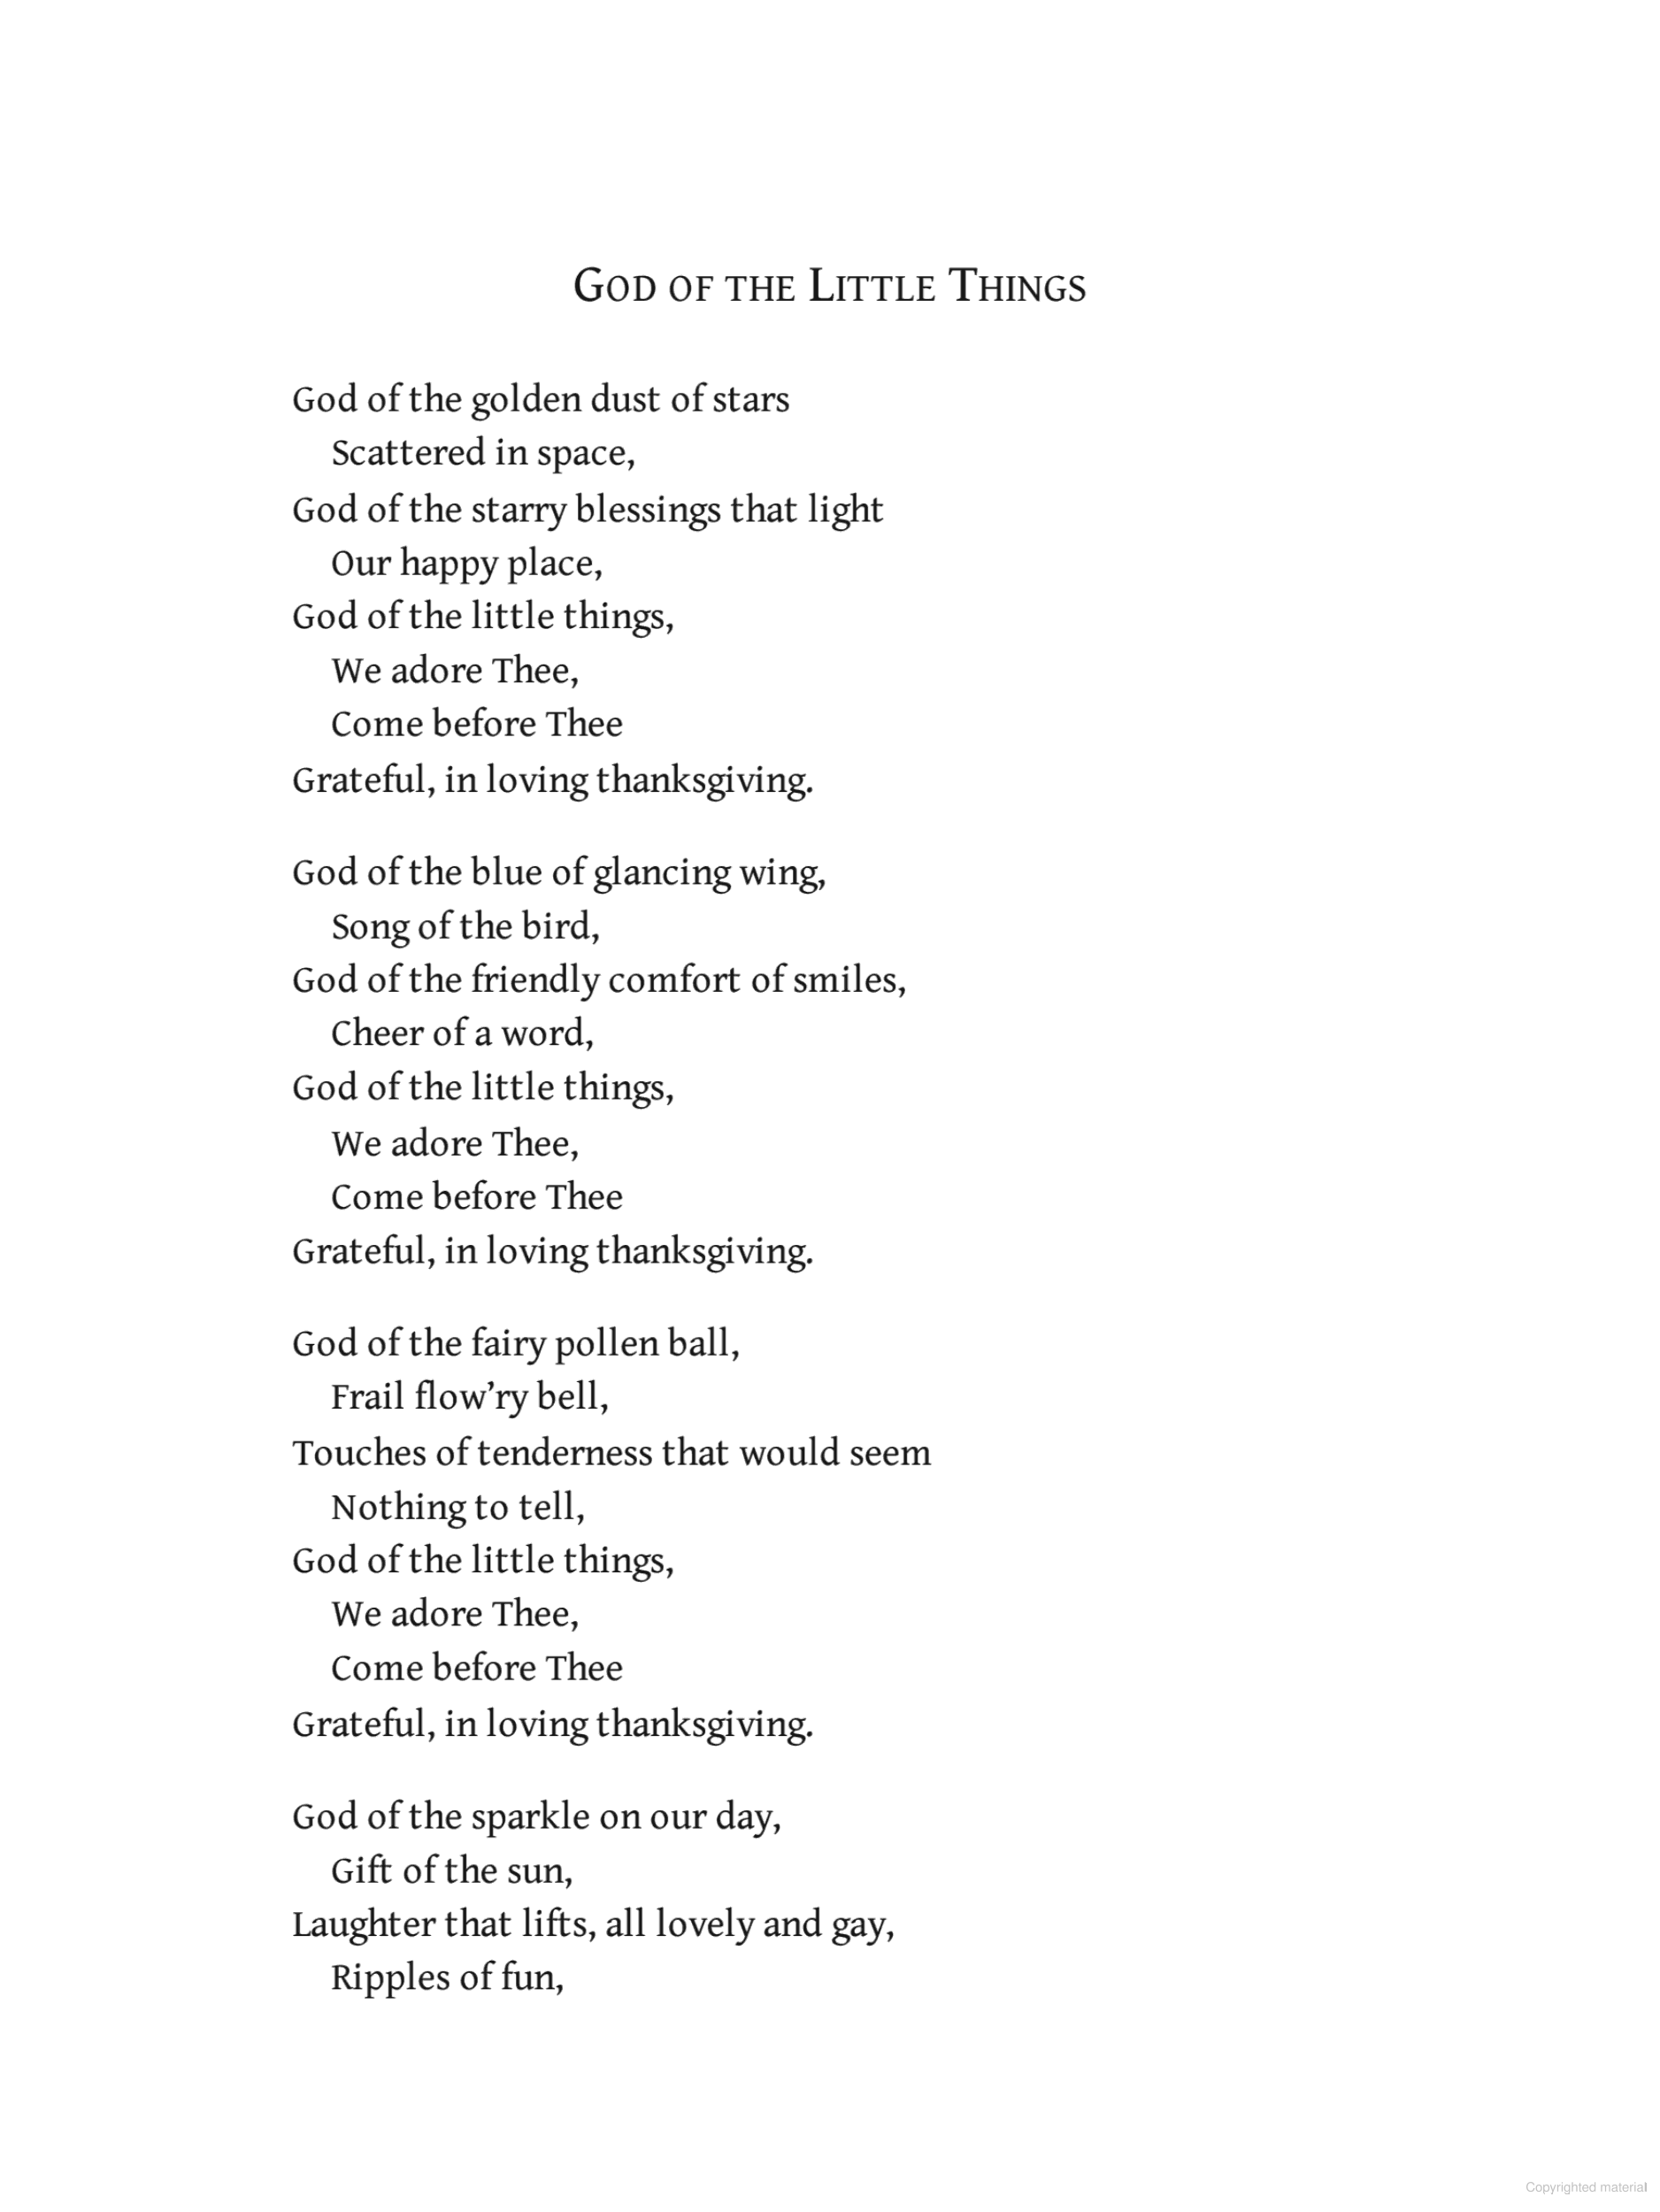 God of the Little Things
God of the golden dust of stars
Scattered in space,
God of the starry blessings that light
Our happy place,
God of the little things,
We adore Thee,
Come before Thee
Grateful, in loving thanksgiving.
God of the blue of glancing wing,
Song of the bird,
God of the friendly comfort of smiles,
Cheer of a word,
God of the little things,
We adore Thee,
Come before Thee
Grateful, in loving thanksgiving.
God of the fairy pollen ball,
Frail flow’ry bell,
Touches of tenderness that would seem
Nothing to tell,
God of the little things,
We adore Thee,
Come before Thee
Grateful, in loving thanksgiving.
God of the sparkle on our day,
Gift of the sun,
Laughter that lifts, all lovely and gay,
Ripples of fun,
Copyrighted material